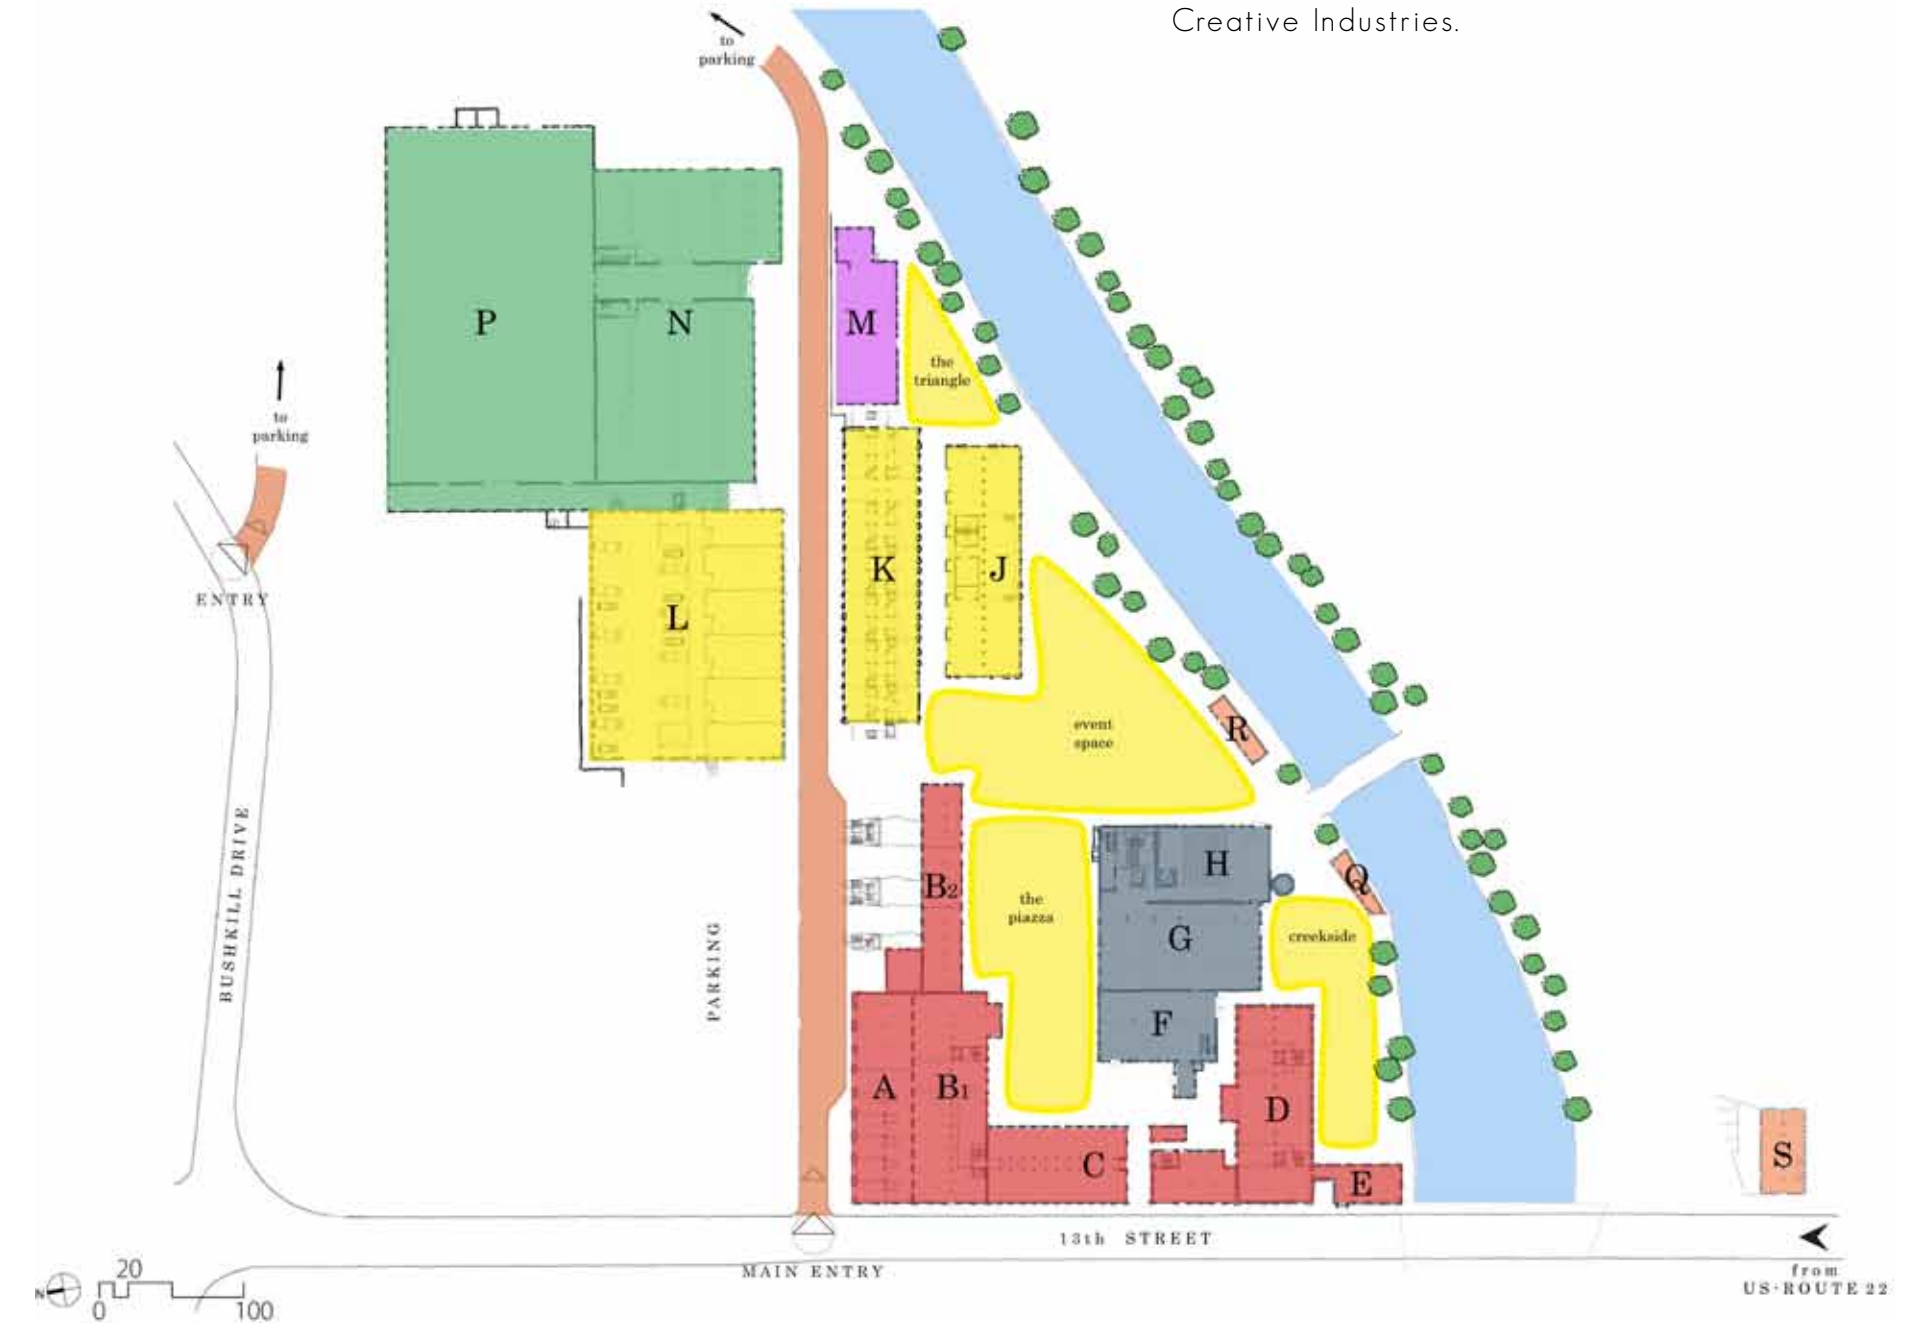 Creative Industries.
to
parking
P
N
M
the
triangle
to
parking
K
J
L
ENTRY
event
space
R
BUSHKILL DRIVE
PARKING
B2
the
piazza
H
Q
G
creekside
F
A
B1
D
C
E
S
13th STREET
MAIN ENTRY
from
US-ROUTE 22
N
20
0
100